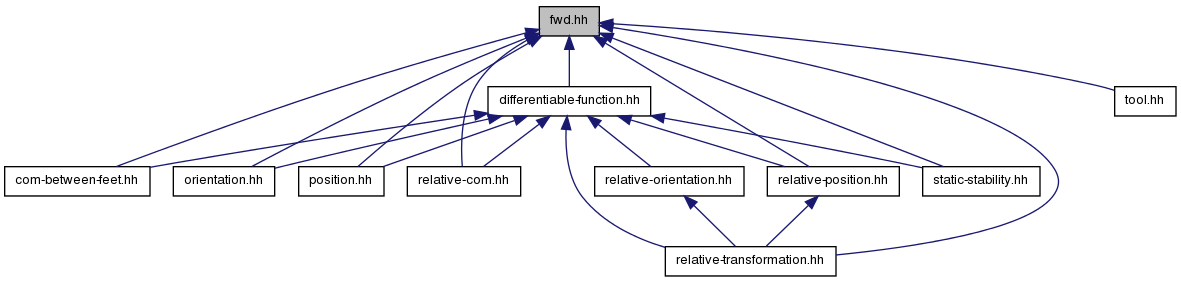 fwd.hh
differentiable-function.hh
tool.hh
com-between-feet.hh
orientation.hh
position.hh
relative-com.hh
relative-orientation.hh
relative-position.hh
static-stability.hh
relative-transformation.hh